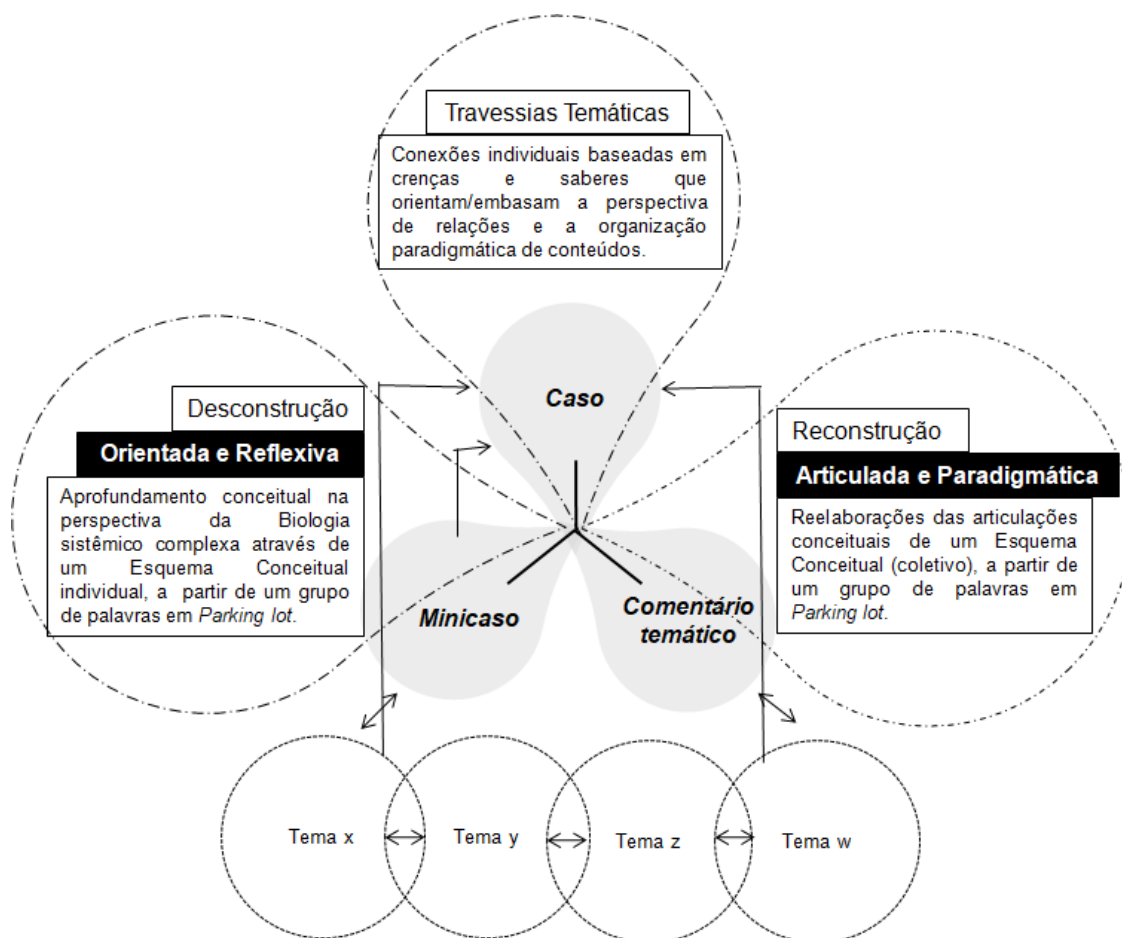 Travessias Temáticas
Conexões individuais baseadas em
crenças e saberes que
orientam/embasam a perspectiva
de relações e a organização
paradigmática de conteúdos.
Caso
Desconstrução
Orientada e Reflexiva
Aprofundamento conceitual na
perspectiva da Biologia
sistêmico complexa através de
um Esquema Conceitual
individual, a partir de um grupo
de palavras em Parking lot.
Reconstrução
Articulada e Paradigmática
Reelaborações das articulações
conceituais de um Esquema
Conceitual (coletivo), a partir de
um grupo de palavras em
Parking lot.
Minicaso
Comentário
temático
Tema x
Tema y
Tema z
Tema w